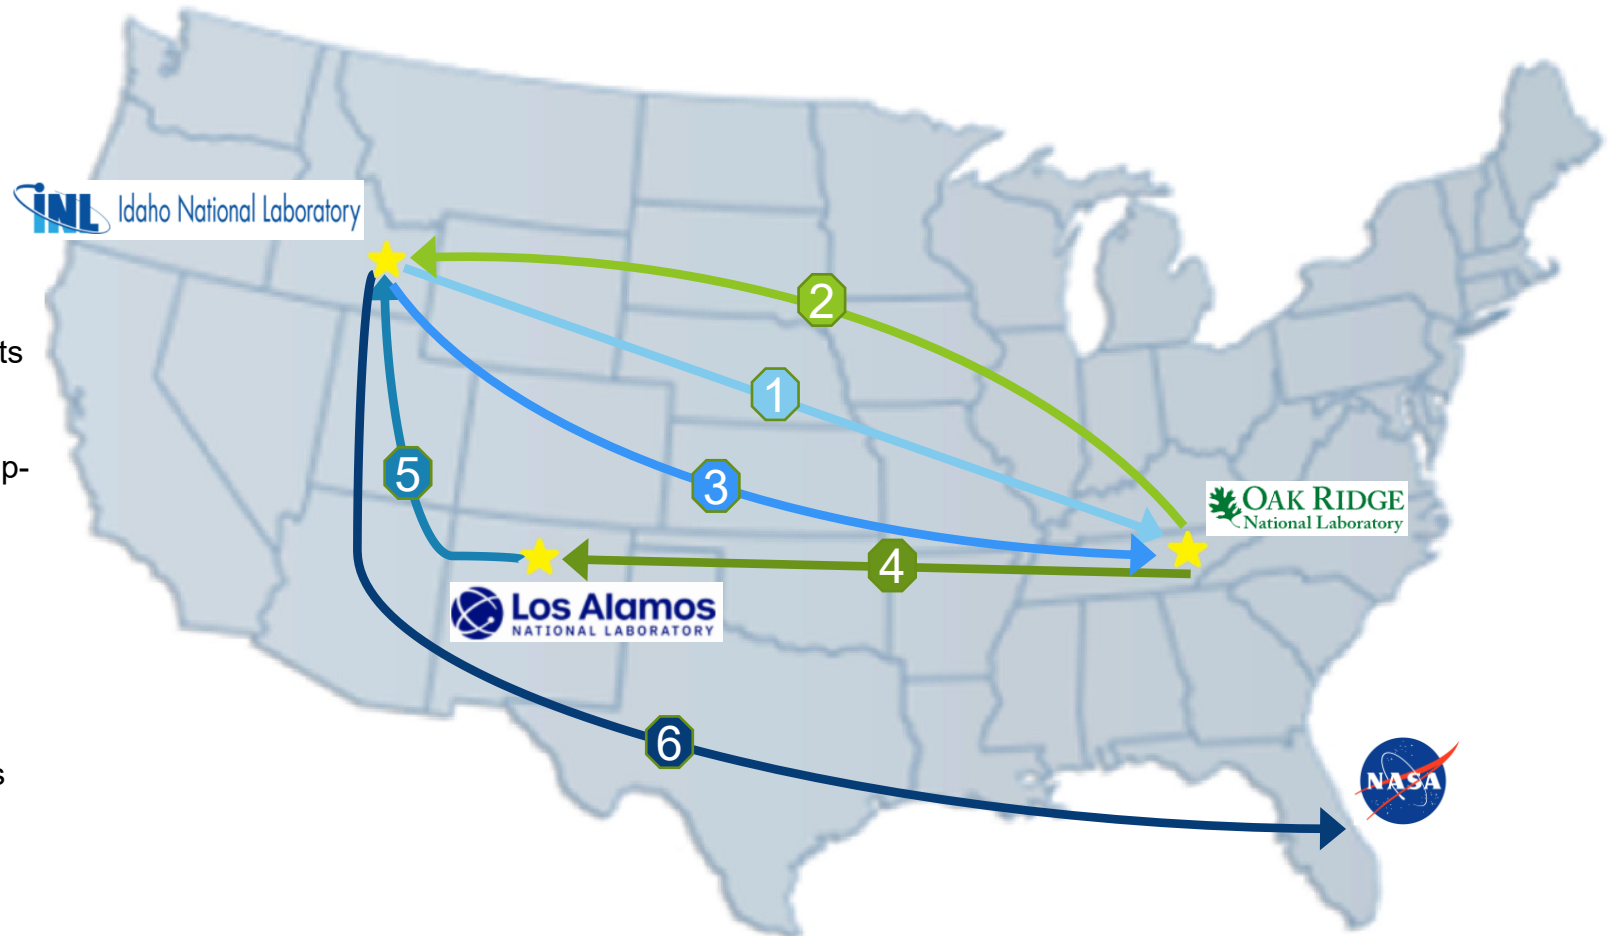 INL Idaho National Laboratory
2
ts
1
p-
5
3
OAK RIDGE
National Laboratory
4
LOS Alamos
NATIONAL LABORATORY
6
s
NASA